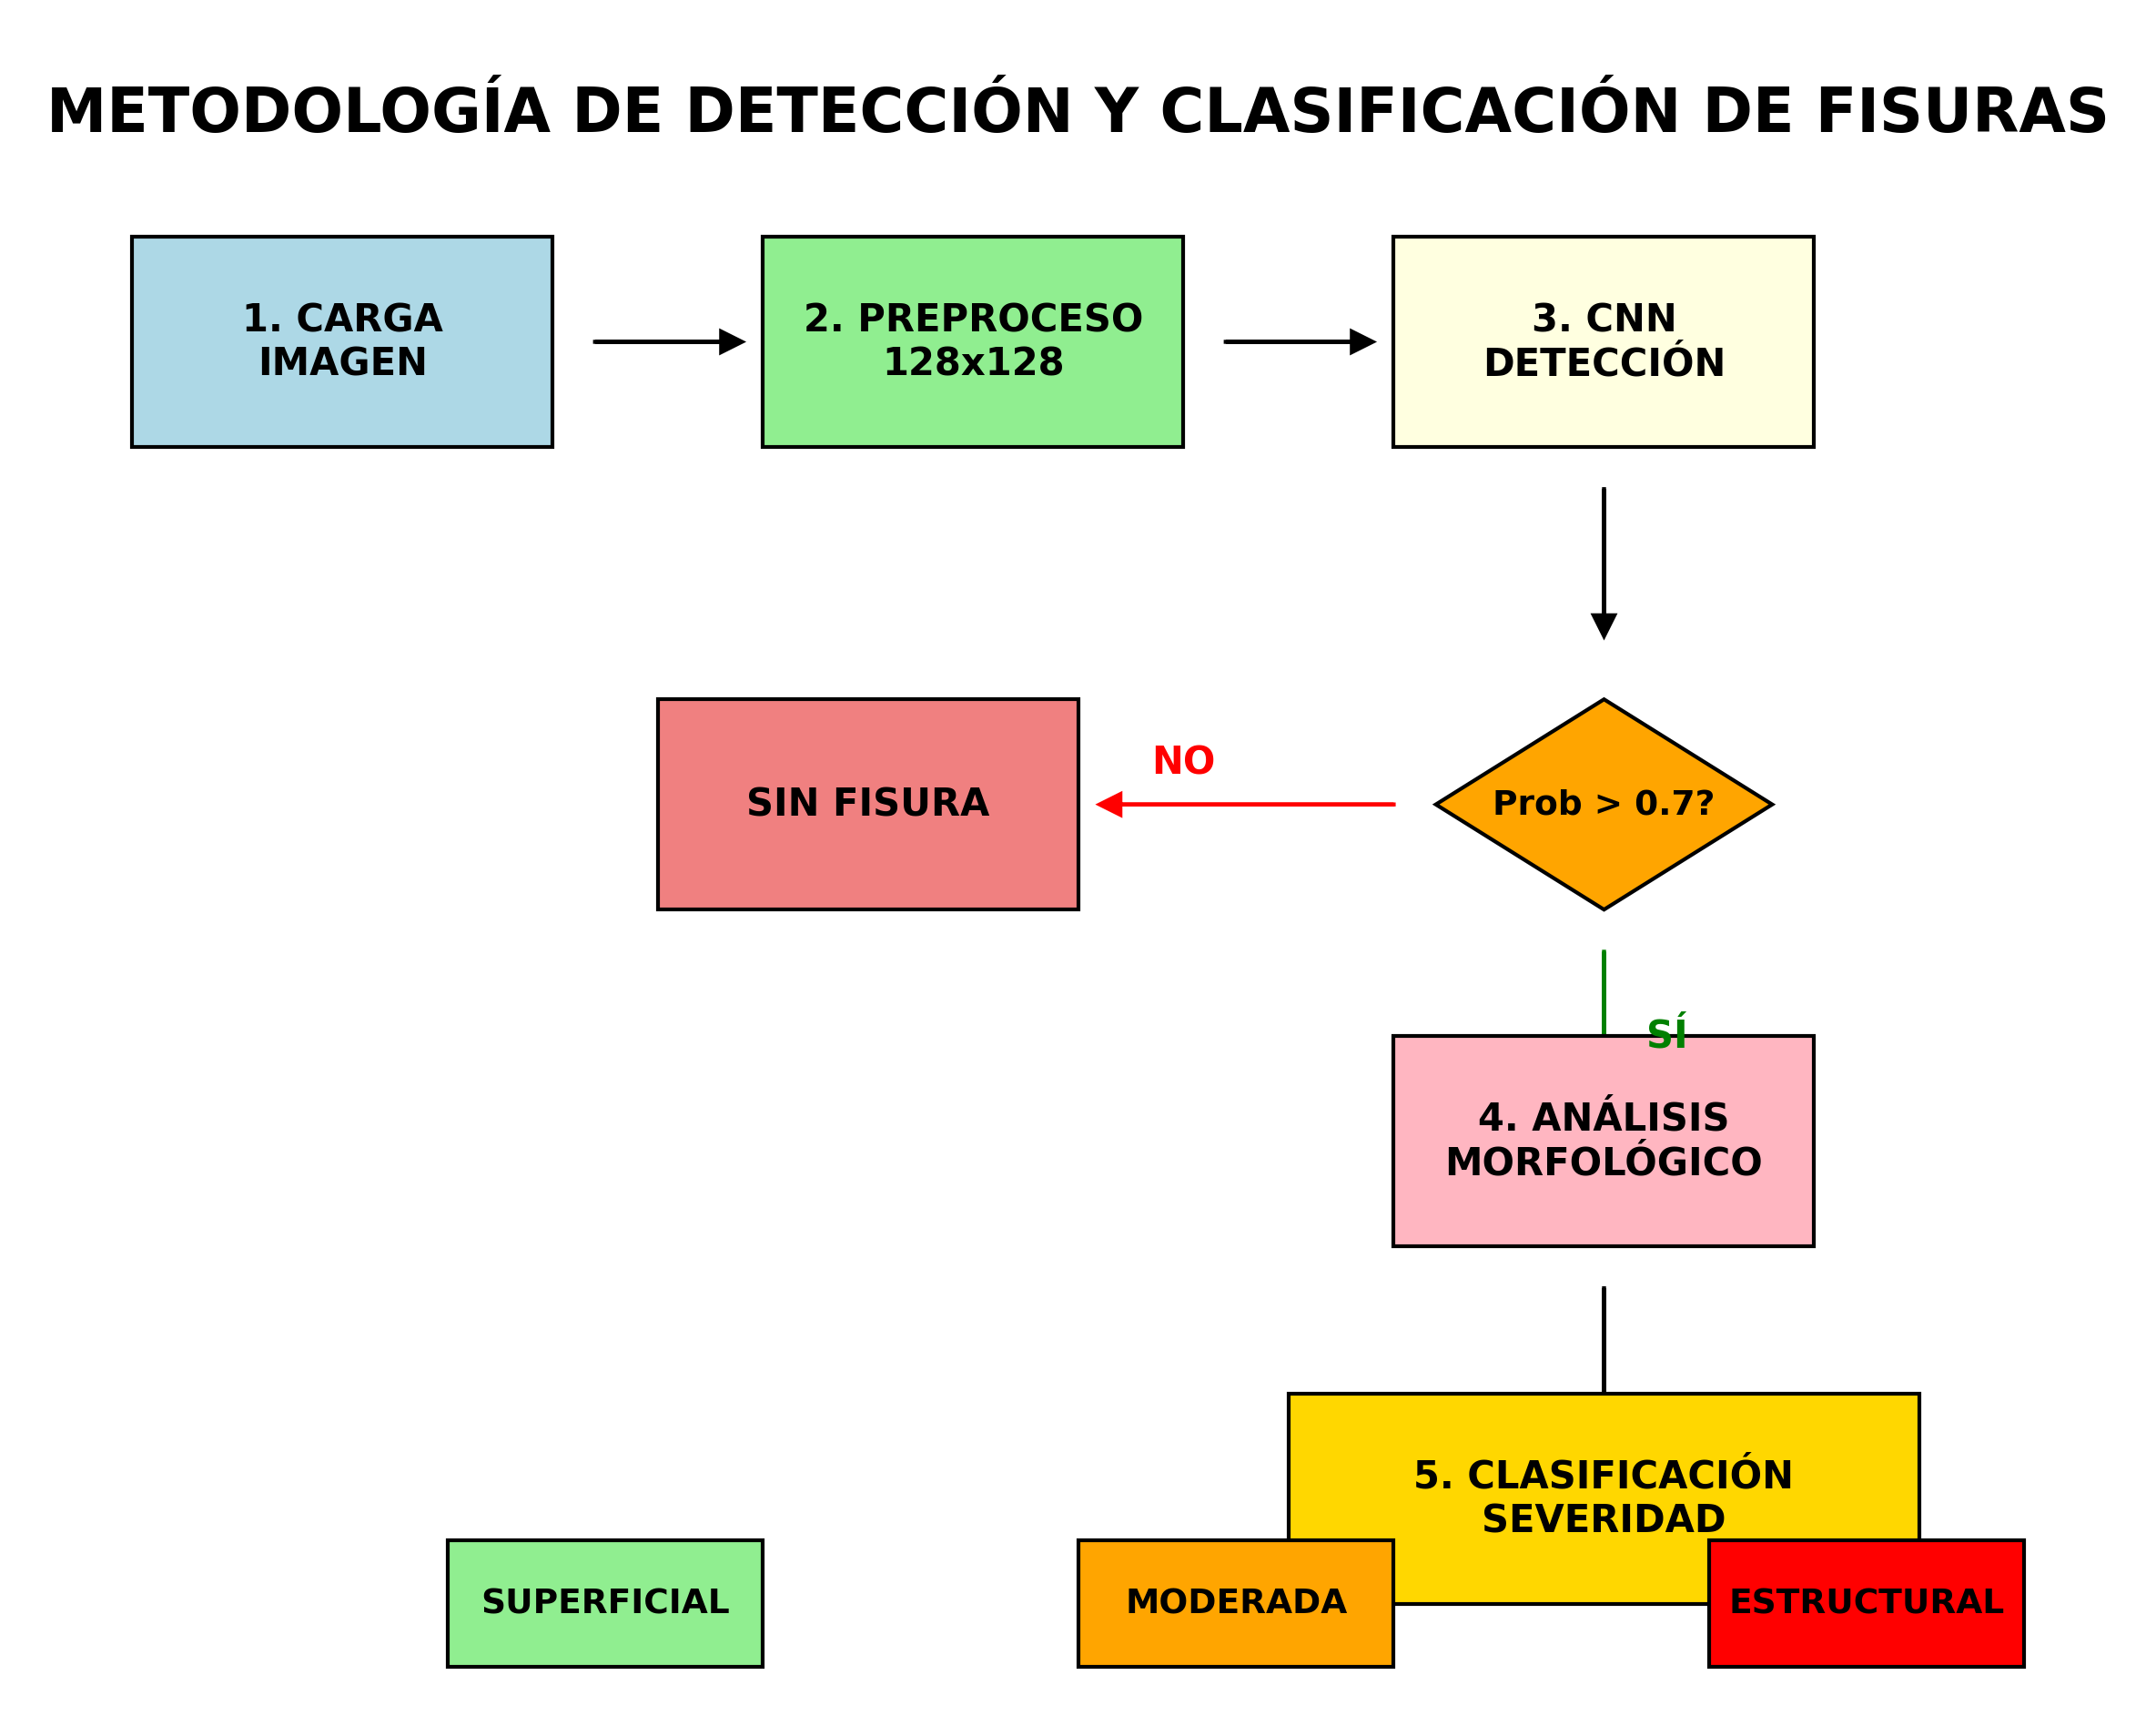 METODOLOGÍA DE DETECCIÓN Y CLASIFICACIÓN DE FISURAS
1. CARGA
IMAGEN
2. PREPROCESO
128x128
3. CNN
DETECCIÓN
Prob > 0.7?
NO
SIN FISURA
SÍ
4. ANÁLISIS
MORFOLÓGICO
5. CLASIFICACIÓN
SEVERIDAD
SUPERFICIAL
MODERADA
ESTRUCTURAL